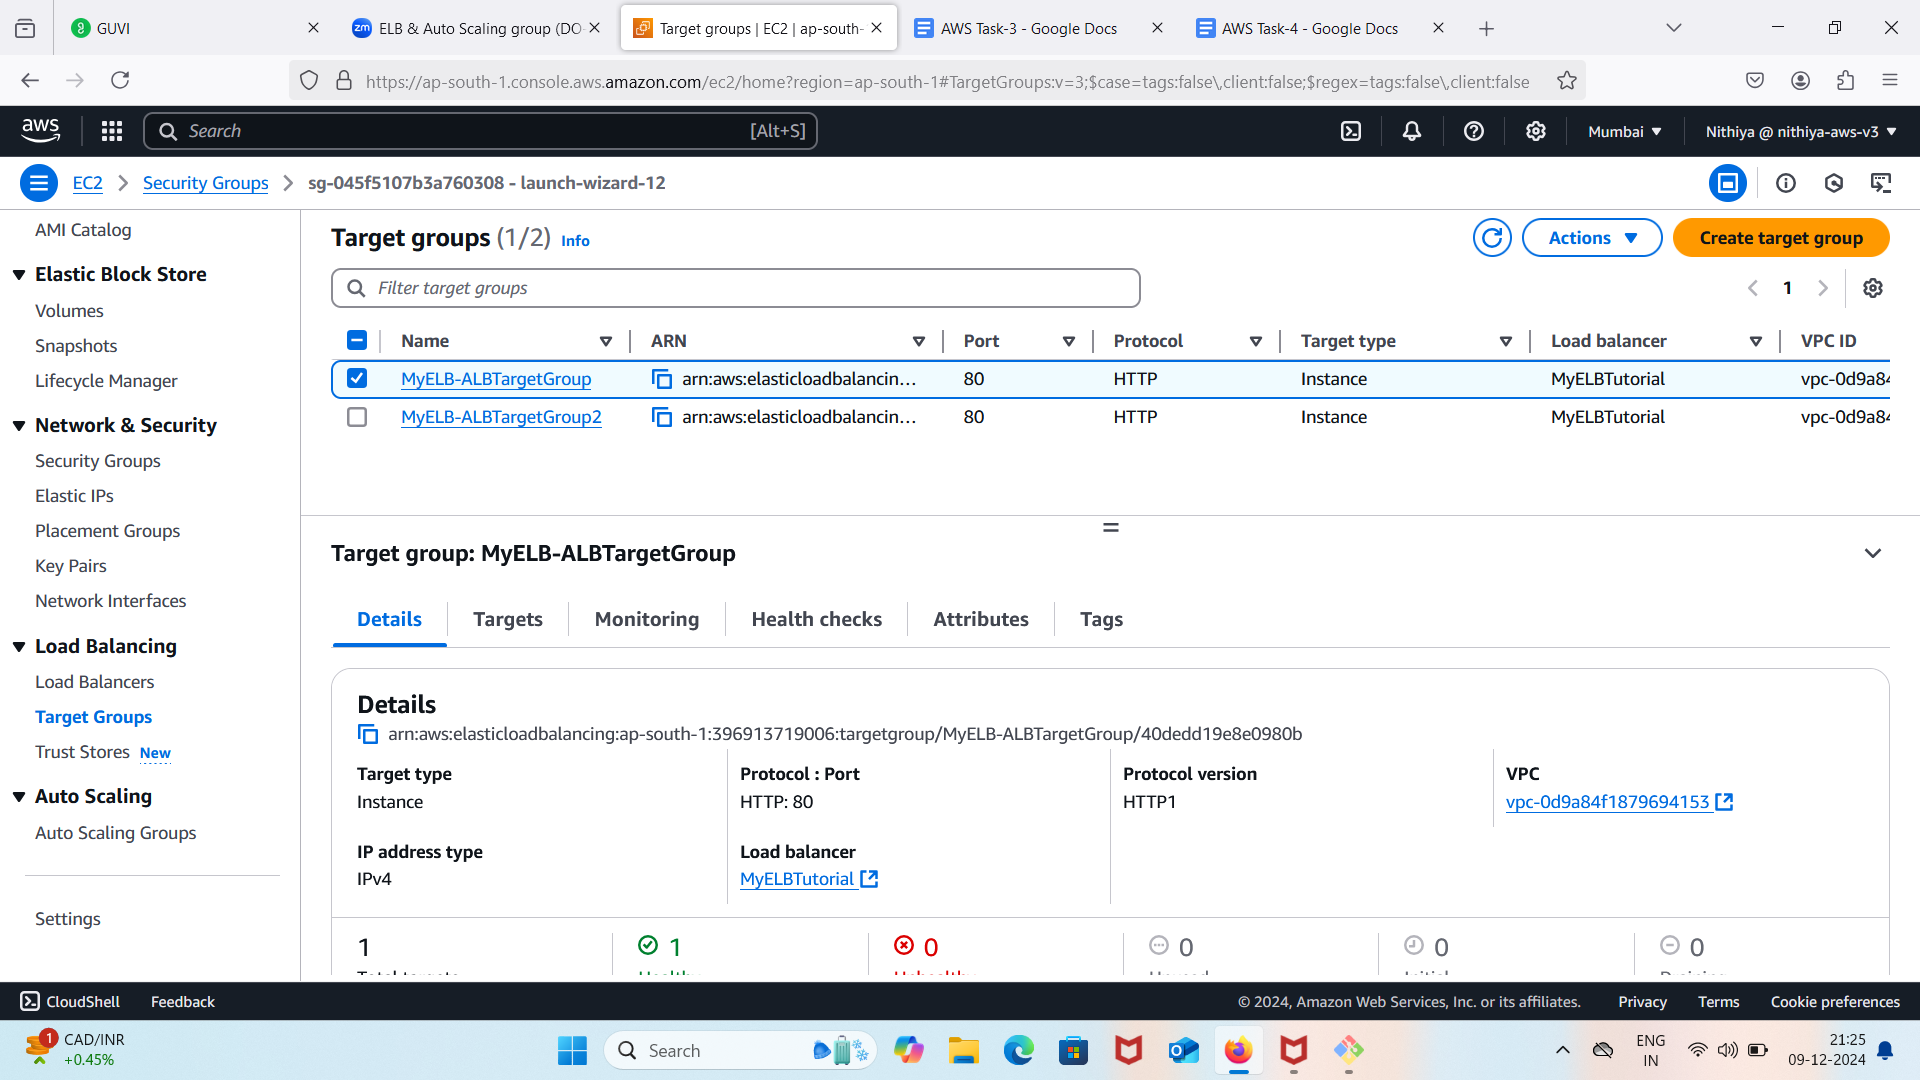 GUVI
zm ELB & Auto Scaling group (DO
Target groups | EC2 | ap-south-
AWS Task-3 - Google Docs
AWS Task-4 - Google Docs
https://ap-south-1.console.aws.amazon.com/ec2/home?region=ap-south-1#TargetGroups:v=3;$case=tags:false\,client:false;$regex=tags:false\,client:false
aws
Search [Alt+S]
Mumbai
Nithiya @ nithiya-aws-v3
EC2
Security Groups
sg-045f5107b3a760308 - launch-wizard-12
AMI Catalog
Elastic Block Store
Volumes
Snapshots
Lifecycle Manager
Network & Security
Security Groups
Elastic IPs
Placement Groups
Key Pairs
Network Interfaces
Load Balancing
Load Balancers
Target Groups
Trust Stores New
Auto Scaling
Auto Scaling Groups
Settings
Target groups (1/2) Info
Actions
Create target group
Filter target groups
1
Name ARN Port Protocol Target type Load balancer VPC ID
MyELB-ALBTargetGroup arn:aws:elasticloadbalancin... 80 HTTP Instance MyELBTutorial vpc-0d9a84
MyELB-ALBTargetGroup2 arn:aws:elasticloadbalancin... 80 HTTP Instance MyELBTutorial vpc-0d9a84
Target group: MyELB-ALBTargetGroup
Details Targets Monitoring Health checks Attributes Tags
Details
arn:aws:elasticloadbalancing:ap-south-1:396913719006:targetgroup/MyELB-ALBTargetGroup/40dedd19e8e0980b
Target type
Instance
Protocol : Port
HTTP: 80
Protocol version
HTTP1
VPC
vpc-0d9a84f1879694153
IP address type
IPv4
Load balancer
MyELBTutorial
1 1 0 0 0 0
CloudShell Feedback
© 2024, Amazon Web Services, Inc. or its affiliates. Privacy Terms Cookie preferences
1
CAD/INR
+0.45%
Search
ENG
IN
21:25
09-12-2024